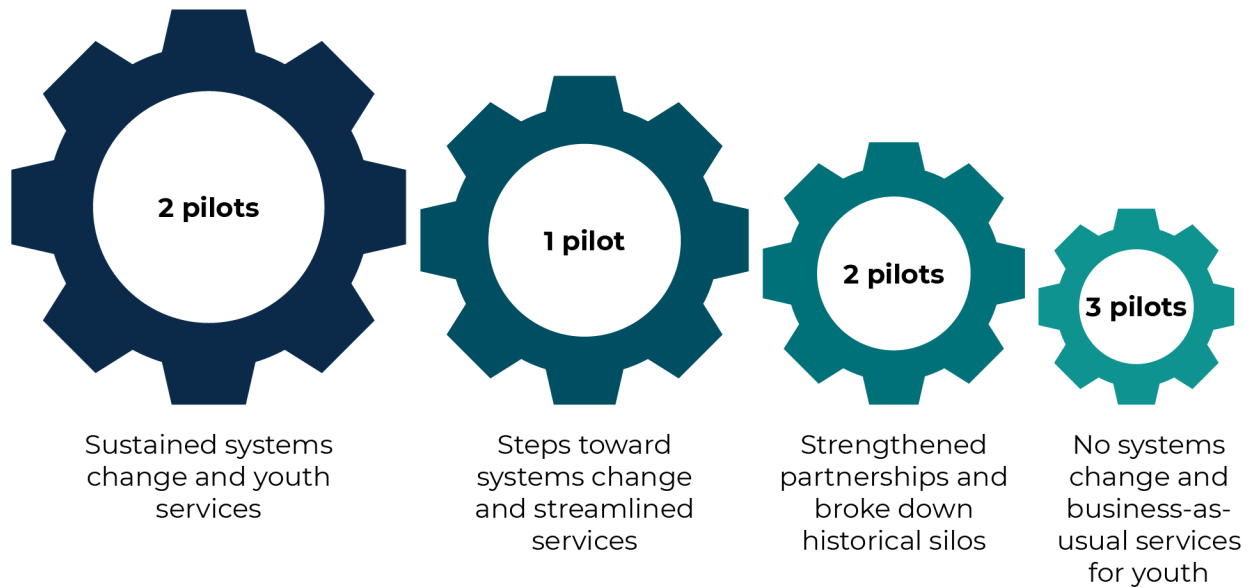 2 pilots
Sustained systems
change and youth
services
1 pilot
Steps toward
systems change
and streamlined
services
2 pilots
Strengthened
partnerships and
broke down
historical silos
3 pilots
No systems
change and
business-as-
usual services
for youth